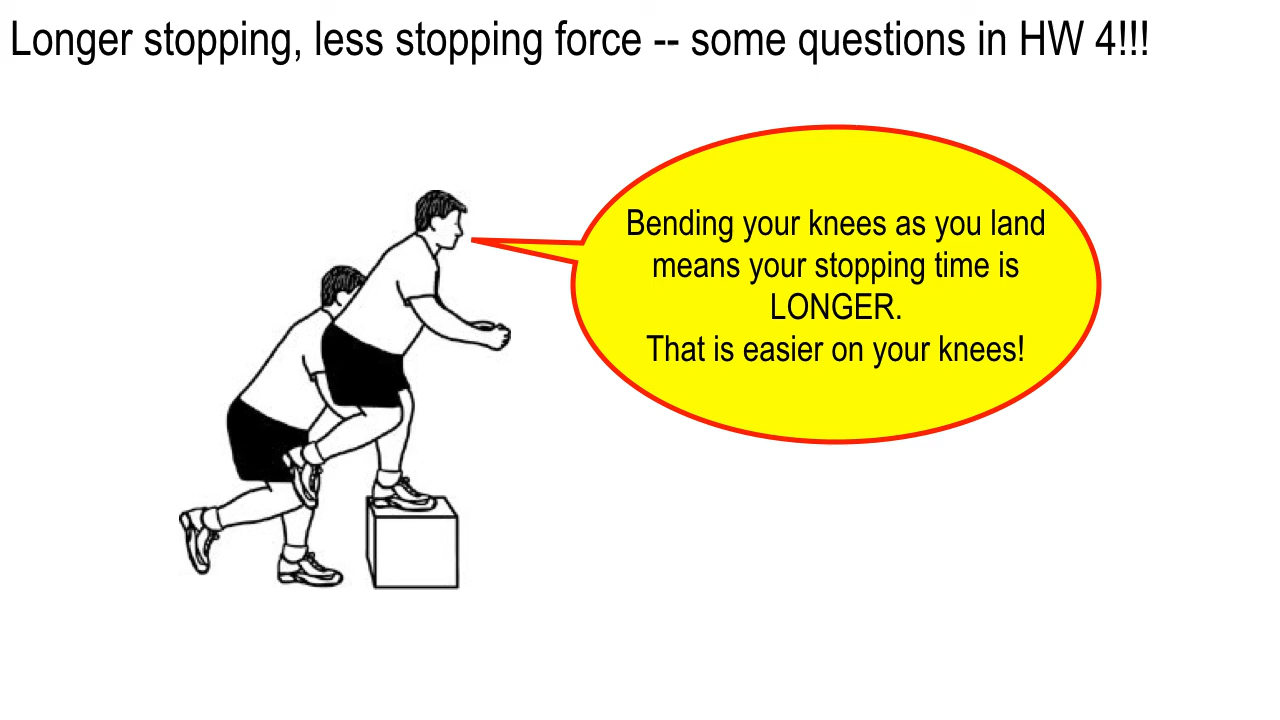 Longer stopping, less stopping force -- some questions in HW 4!!!
Bending your knees as you land
means your stopping time is
LONGER.
That is easier on your knees!